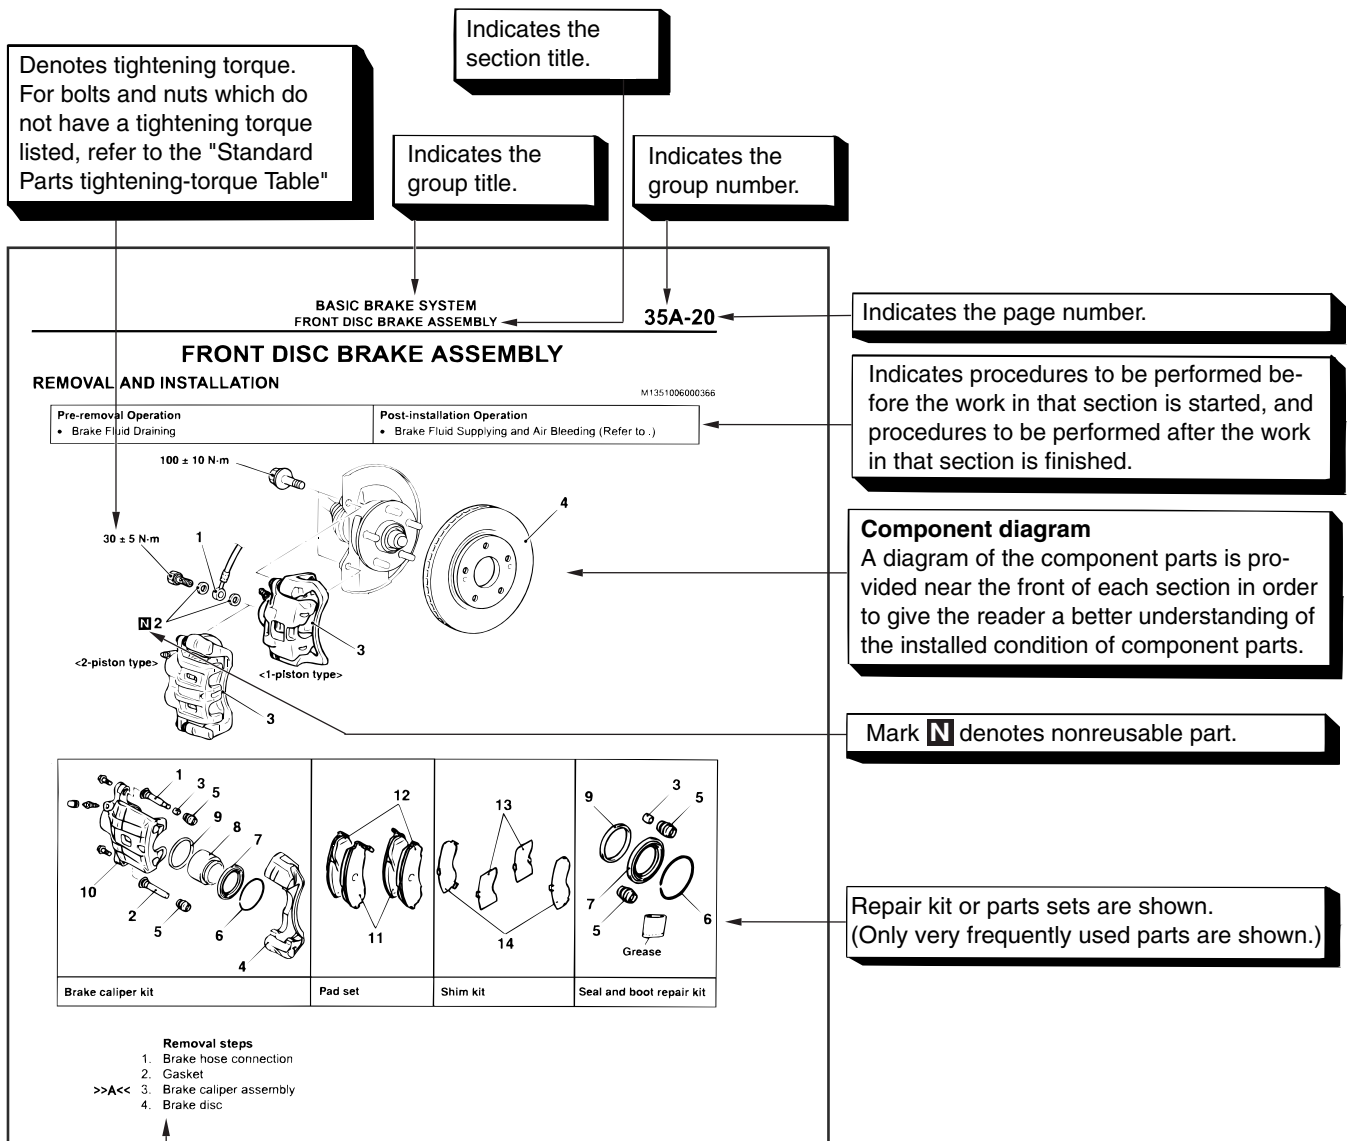 Indicates the
section title.
Denotes tightening torque.
For bolts and nuts which do
not have a tightening torque
listed, refer to the "Standard
Parts tightening-torque Table"
Indicates the
group title.
Indicates the
group number.
BASIC BRAKE SYSTEM
FRONT DISC BRAKE ASSEMBLY
35A-20
Indicates the page number.
FRONT DISC BRAKE ASSEMBLY
REMOVAL AND INSTALLATION
M1351006000366
Pre-removal Operation
• Brake Fluid Draining
Post-installation Operation
• Brake Fluid Supplying and Air Bleeding (Refer to .)
Indicates procedures to be performed be-
fore the work in that section is started, and
procedures to be performed after the work
in that section is finished.
100 ± 10 N·m
4
30 ± 5 N·m
1
N 2
3
<2-piston type>
<1-piston type>
3
Component diagram
A diagram of the component parts is pro-
vided near the front of each section in order
to give the reader a better understanding of
the installed condition of component parts.
Mark N denotes nonreusable part.
1
3
5
9
8
7
10
2
5
6
4
Brake caliper kit
12
11
Pad set
13
14
Shim kit
3
9
5
7
5
6
Grease
Seal and boot repair kit
Repair kit or parts sets are shown.
(Only very frequently used parts are shown.)
Removal steps
1. Brake hose connection
2. Gasket
>>A<< 3. Brake caliper assembly
4. Brake disc